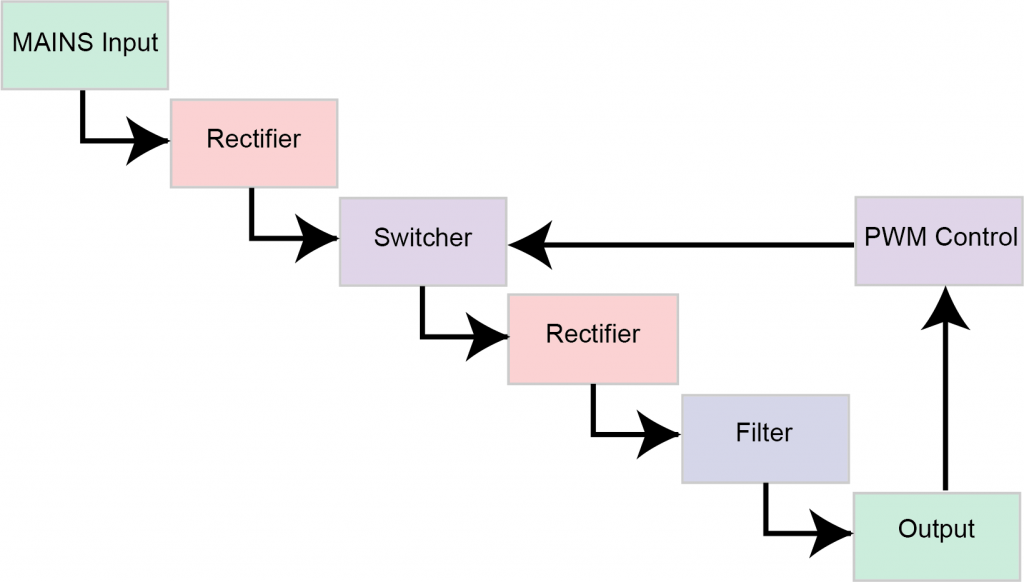 MAINS Input
Rectifier
Switcher
PWM Control
Rectifier
Filter
Output